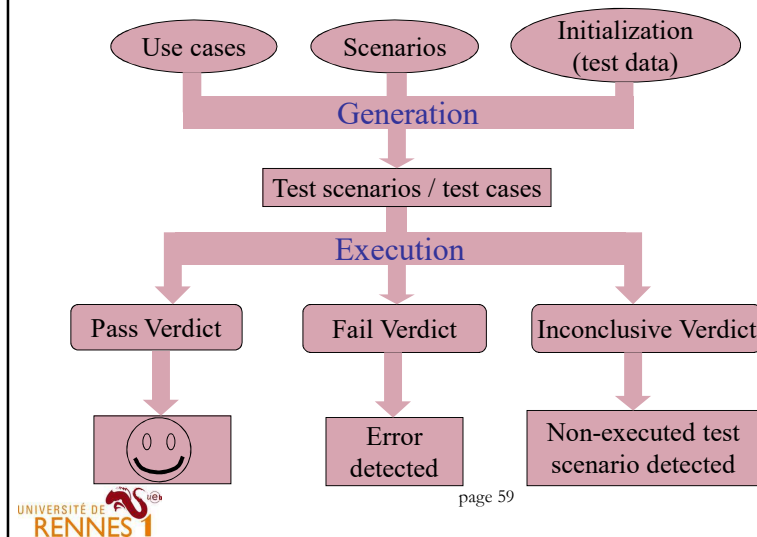 Use cases
Scenarios
Initialization
(test data)
Generation
Test scenarios / test cases
Execution
Pass Verdict
Fail Verdict
Inconclusive Verdict
Error
detected
Non-executed test
scenario detected
page 59
ueb
UNIVERSITÉ DE
RENNES 1